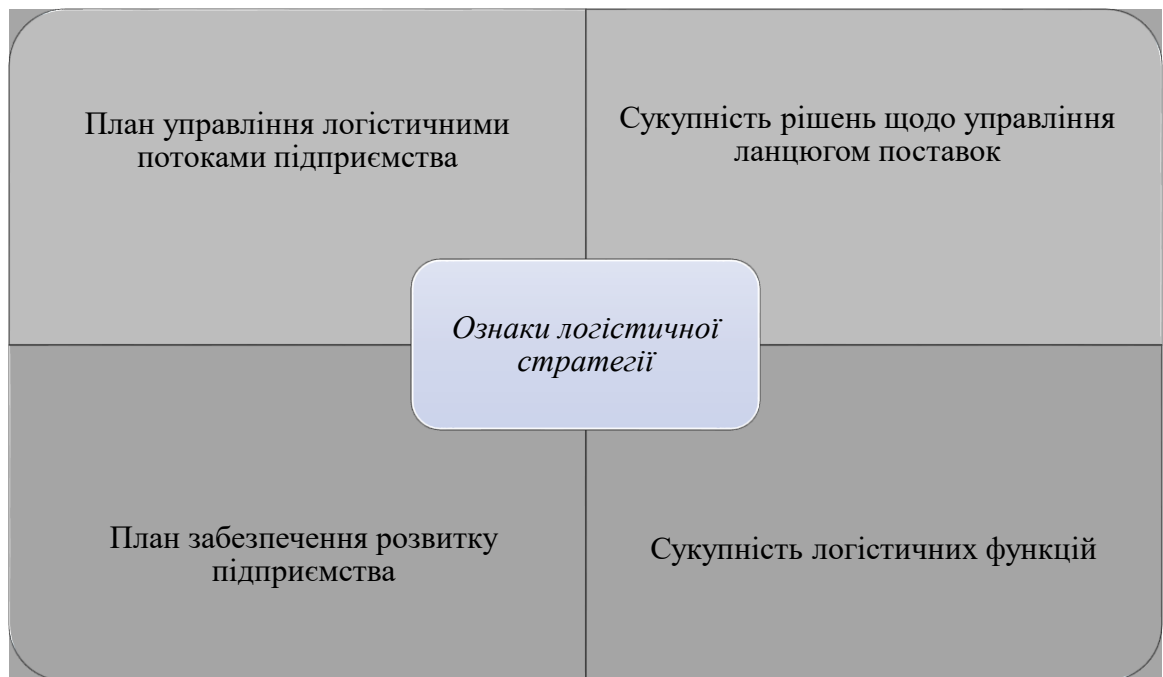 План управління логістичними
потоками підприємства
Сукупність рішень щодо управління
ланцюгом поставок
Ознаки логістичної
стратегії
План забезпечення розвитку
підприємства
Сукупність логістичних функцій